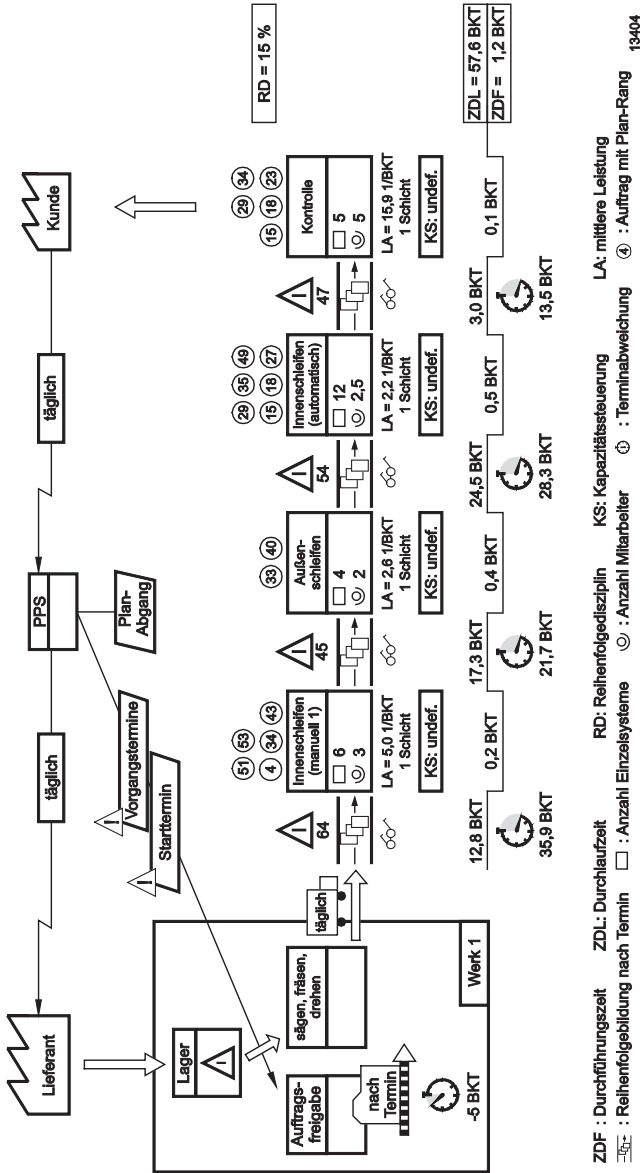 Lieferant
täglich
PPS
täglich
Kunde
Plan-
Abgang
! Vorgangstermine
! Starttermin
Lager
!
Auftrags-
freigabe
sägen, fräsen,
drehen
nach
Termin
-5 BKT
Werk 1
täglich
!
64
51 53
4 34 43
Innenschleifen
(manuell 1)
6
3
LA = 5,0 1/BKT
1 Schicht
KS: undef.
!
45
33 40
Außen-
schleifen
4
2
LA = 2,6 1/BKT
1 Schicht
KS: undef.
!
54
29 35 49
15 18 27
Innenschleifen
(automatisch)
12
2,5
LA = 2,2 1/BKT
1 Schicht
KS: undef.
!
47
29 34
15 18 23
Kontrolle
5
5
LA = 15,9 1/BKT
1 Schicht
KS: undef.
RD = 15 %
12,8 BKT
0,2 BKT
17,3 BKT
0,4 BKT
24,5 BKT
0,5 BKT
3,0 BKT
0,1 BKT
ZDL = 57,6 BKT
ZDF = 1,2 BKT
35,9 BKT
21,7 BKT
28,3 BKT
13,5 BKT
ZDF : Durchführungszeit ZDL: Durchlaufzeit RD: Reihenfolgedisziplin KS: Kapazitätssteuerung LA: mittlere Leistung
: Reihenfolgebildung nach Termin : Anzahl Einzelsysteme : Anzahl Mitarbeiter : Terminabweichung 4 : Auftrag mit Plan-Rang
13404